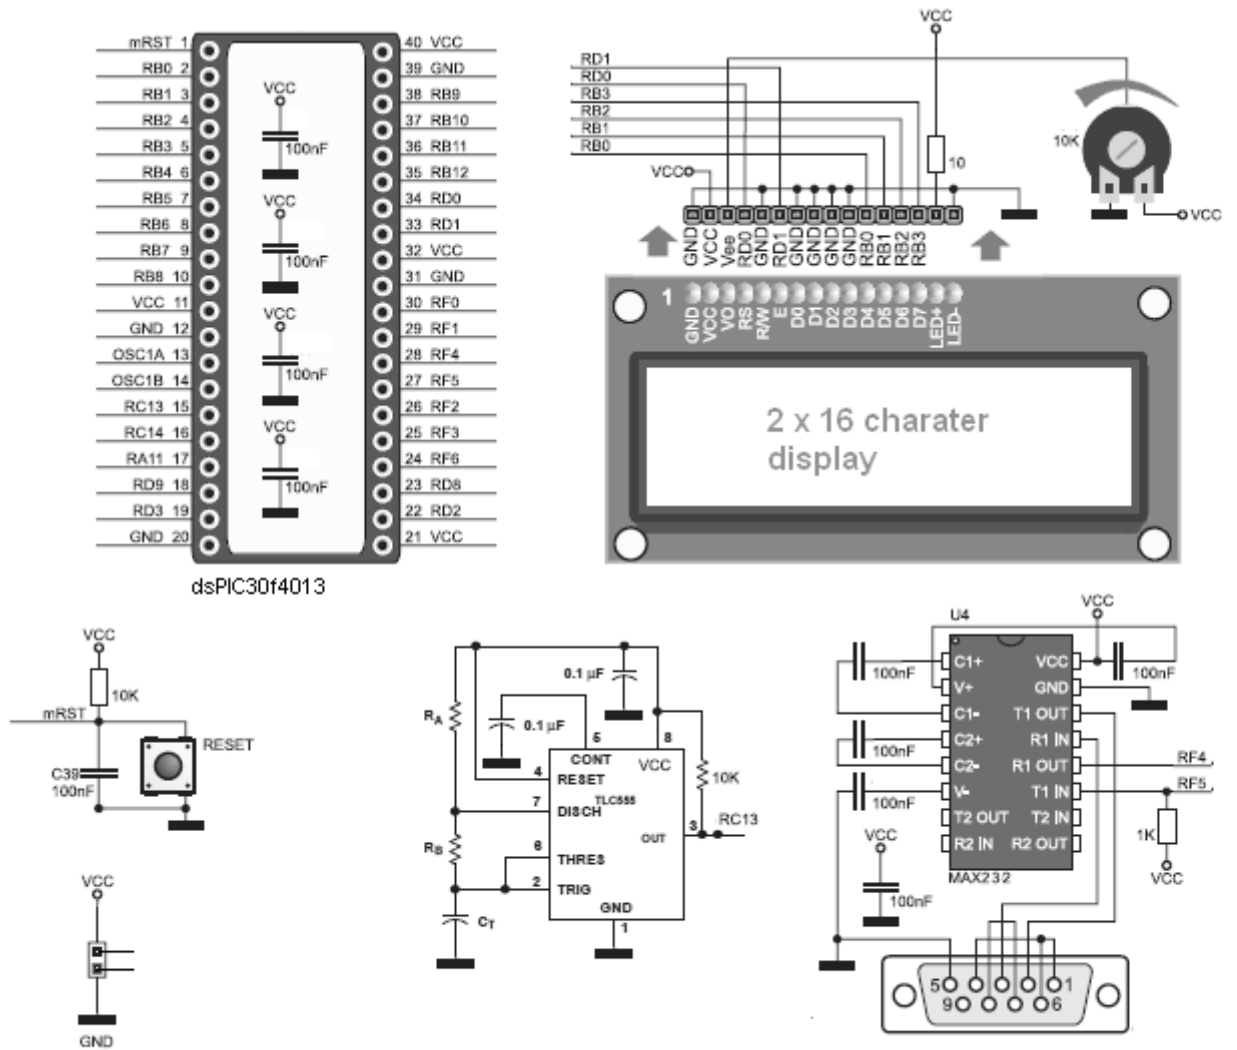 mRST 1
RB0 2
RB1 3
RB2 4
RB3 5
RB4 6
RB5 7
RB6 8
RB7 9
RB8 10
VCC 11
GND 12
OSC1A 13
OSC1B 14
RC13 15
RC14 16
RA11 17
RD9 18
RD3 19
GND 20
VCC
100nF
VCC
100nF
VCC
100nF
VCC
100nF
40 VCC
39 GND
38 RB9
37 RB10
36 RB11
35 RB12
34 RD0
33 RD1
32 VCC
31 GND
30 RF0
29 RF1
28 RF4
27 RF5
26 RF2
25 RF3
24 RF6
23 RD8
22 RD2
21 VCC
dsPIC30f4013
VCC
RD1
RD0
RB3
RB2
RB1
RB0
VCC
10
10K
VCC
GND
VCC
Vee
RD0
GND
RD1
GND
GND
GND
GND
RB0
RB1
RB2
RB3
1
GND
VCC
VO
RS
R/W
E
D0
D1
D2
D3
D4
D5
D6
D7
LED+
LED-
2 x 16 charater
display
VCC
10K
mRST
RESET
C39
100nF
VCC
GND
0.1 µF
RA
0.1 µF
5
8
CONT
VCC
4
RESET
10K
TLC555
7
DISCH
RC13
3
OUT
RB
6
THRES
2
TRIG
GND
CT
1
VCC
U4
100nF
C1+
VCC
100nF
V+
GND
C1-
T1 OUT
100nF
C2+
R1 IN
C2-
R1 OUT
RF4
100nF
V-
T1 IN
RF5
T2 OUT
T2 IN
1K
R2 IN
R2 OUT
VCC
MAX232
VCC
100nF
5
1
9
6